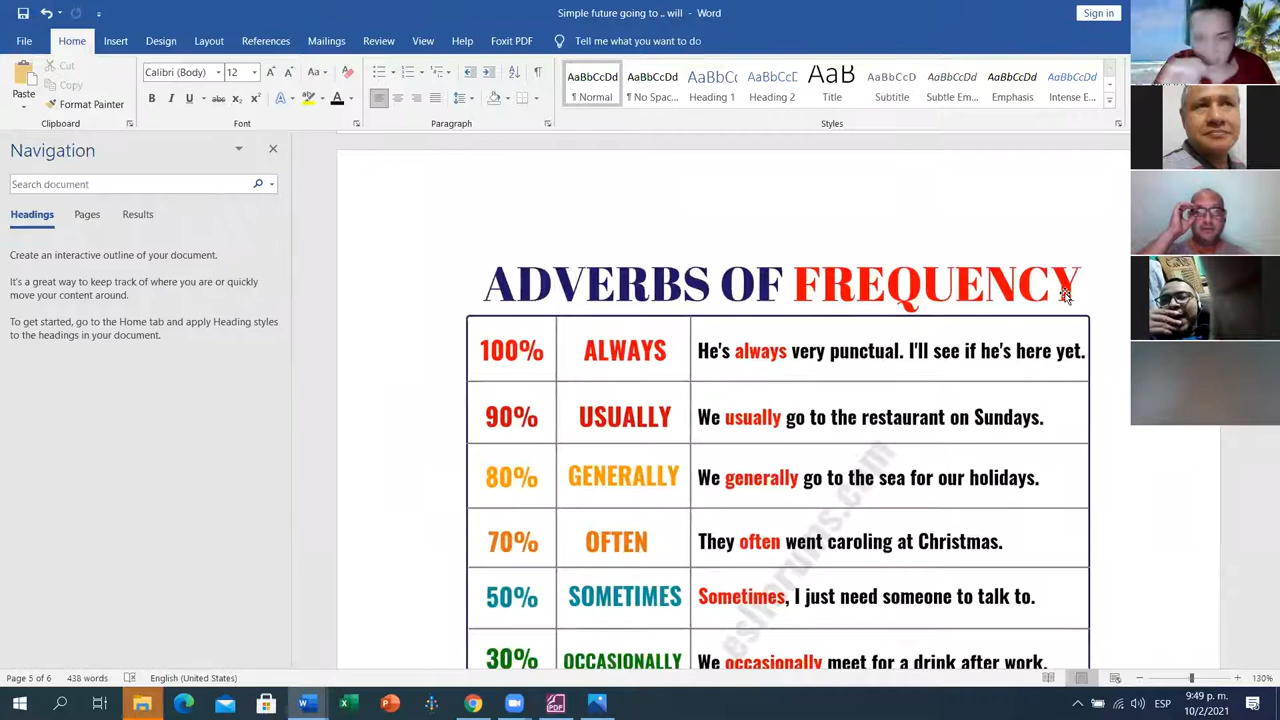 Simple future going to .. will - Word
Sign in
File Home Insert Design Layout References Mailings Review View Help Foxit PDF Tell me what you want to do
Paste
Cut
Copy
Format Painter
Clipboard
Calibri (Body) 12
Font
Paragraph
AaBbCcDd AaBbCcDd AaBbC AaBbCcC AaB AaBbCcD AaBbCcDd AaBbCcDd AaBbCcDd
¶ Normal ¶ No Spac... Heading 1 Heading 2 Title Subtitle Subtle Em... Emphasis Intense E...
Styles
Navigation
Search document
Headings Pages Results
Create an interactive outline of your document.
It's a great way to keep track of where you are or quickly
move your content around.
To get started, go to the Home tab and apply Heading styles
to the headings in your document.
ADVERBS OF FREQUENCY
100% ALWAYS He's always very punctual. I'll see if he's here yet.
90% USUALLY We usually go to the restaurant on Sundays.
80% GENERALLY We generally go to the sea for our holidays.
70% OFTEN They often went caroling at Christmas.
50% SOMETIMES Sometimes, I just need someone to talk to.
30% OCCASIONALLY We occasionally meet for a drink after work.
eslforums.com
Page 5 of 6 438 words English (United States) 130%
ESP
9:49 p. m.
10/2/2021